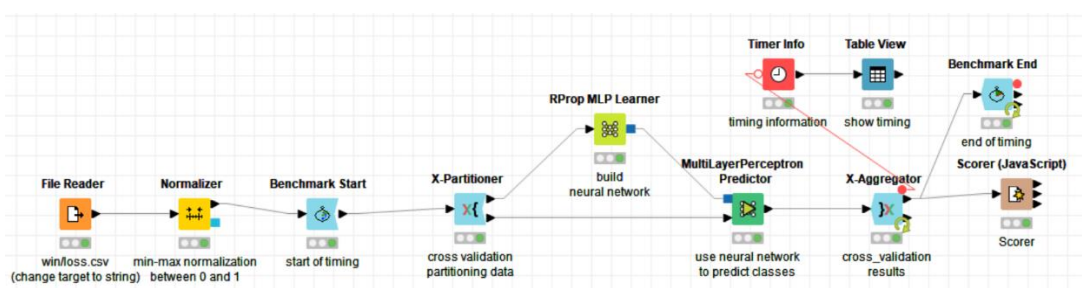 Timer Info
Table View
Benchmark End
RProp MLP Learner
timing information
show timing
end of timing
File Reader
Normalizer
Benchmark Start
X-Partitioner
build
neural network
MultiLayerPerceptron
Predictor
X-Aggregator
Scorer (JavaScript)
win/loss.csv
(change target to string)
min-max normalization
between 0 and 1
start of timing
cross validation
partitioning data
use neural network
to predict classes
cross_validation
results
Scorer